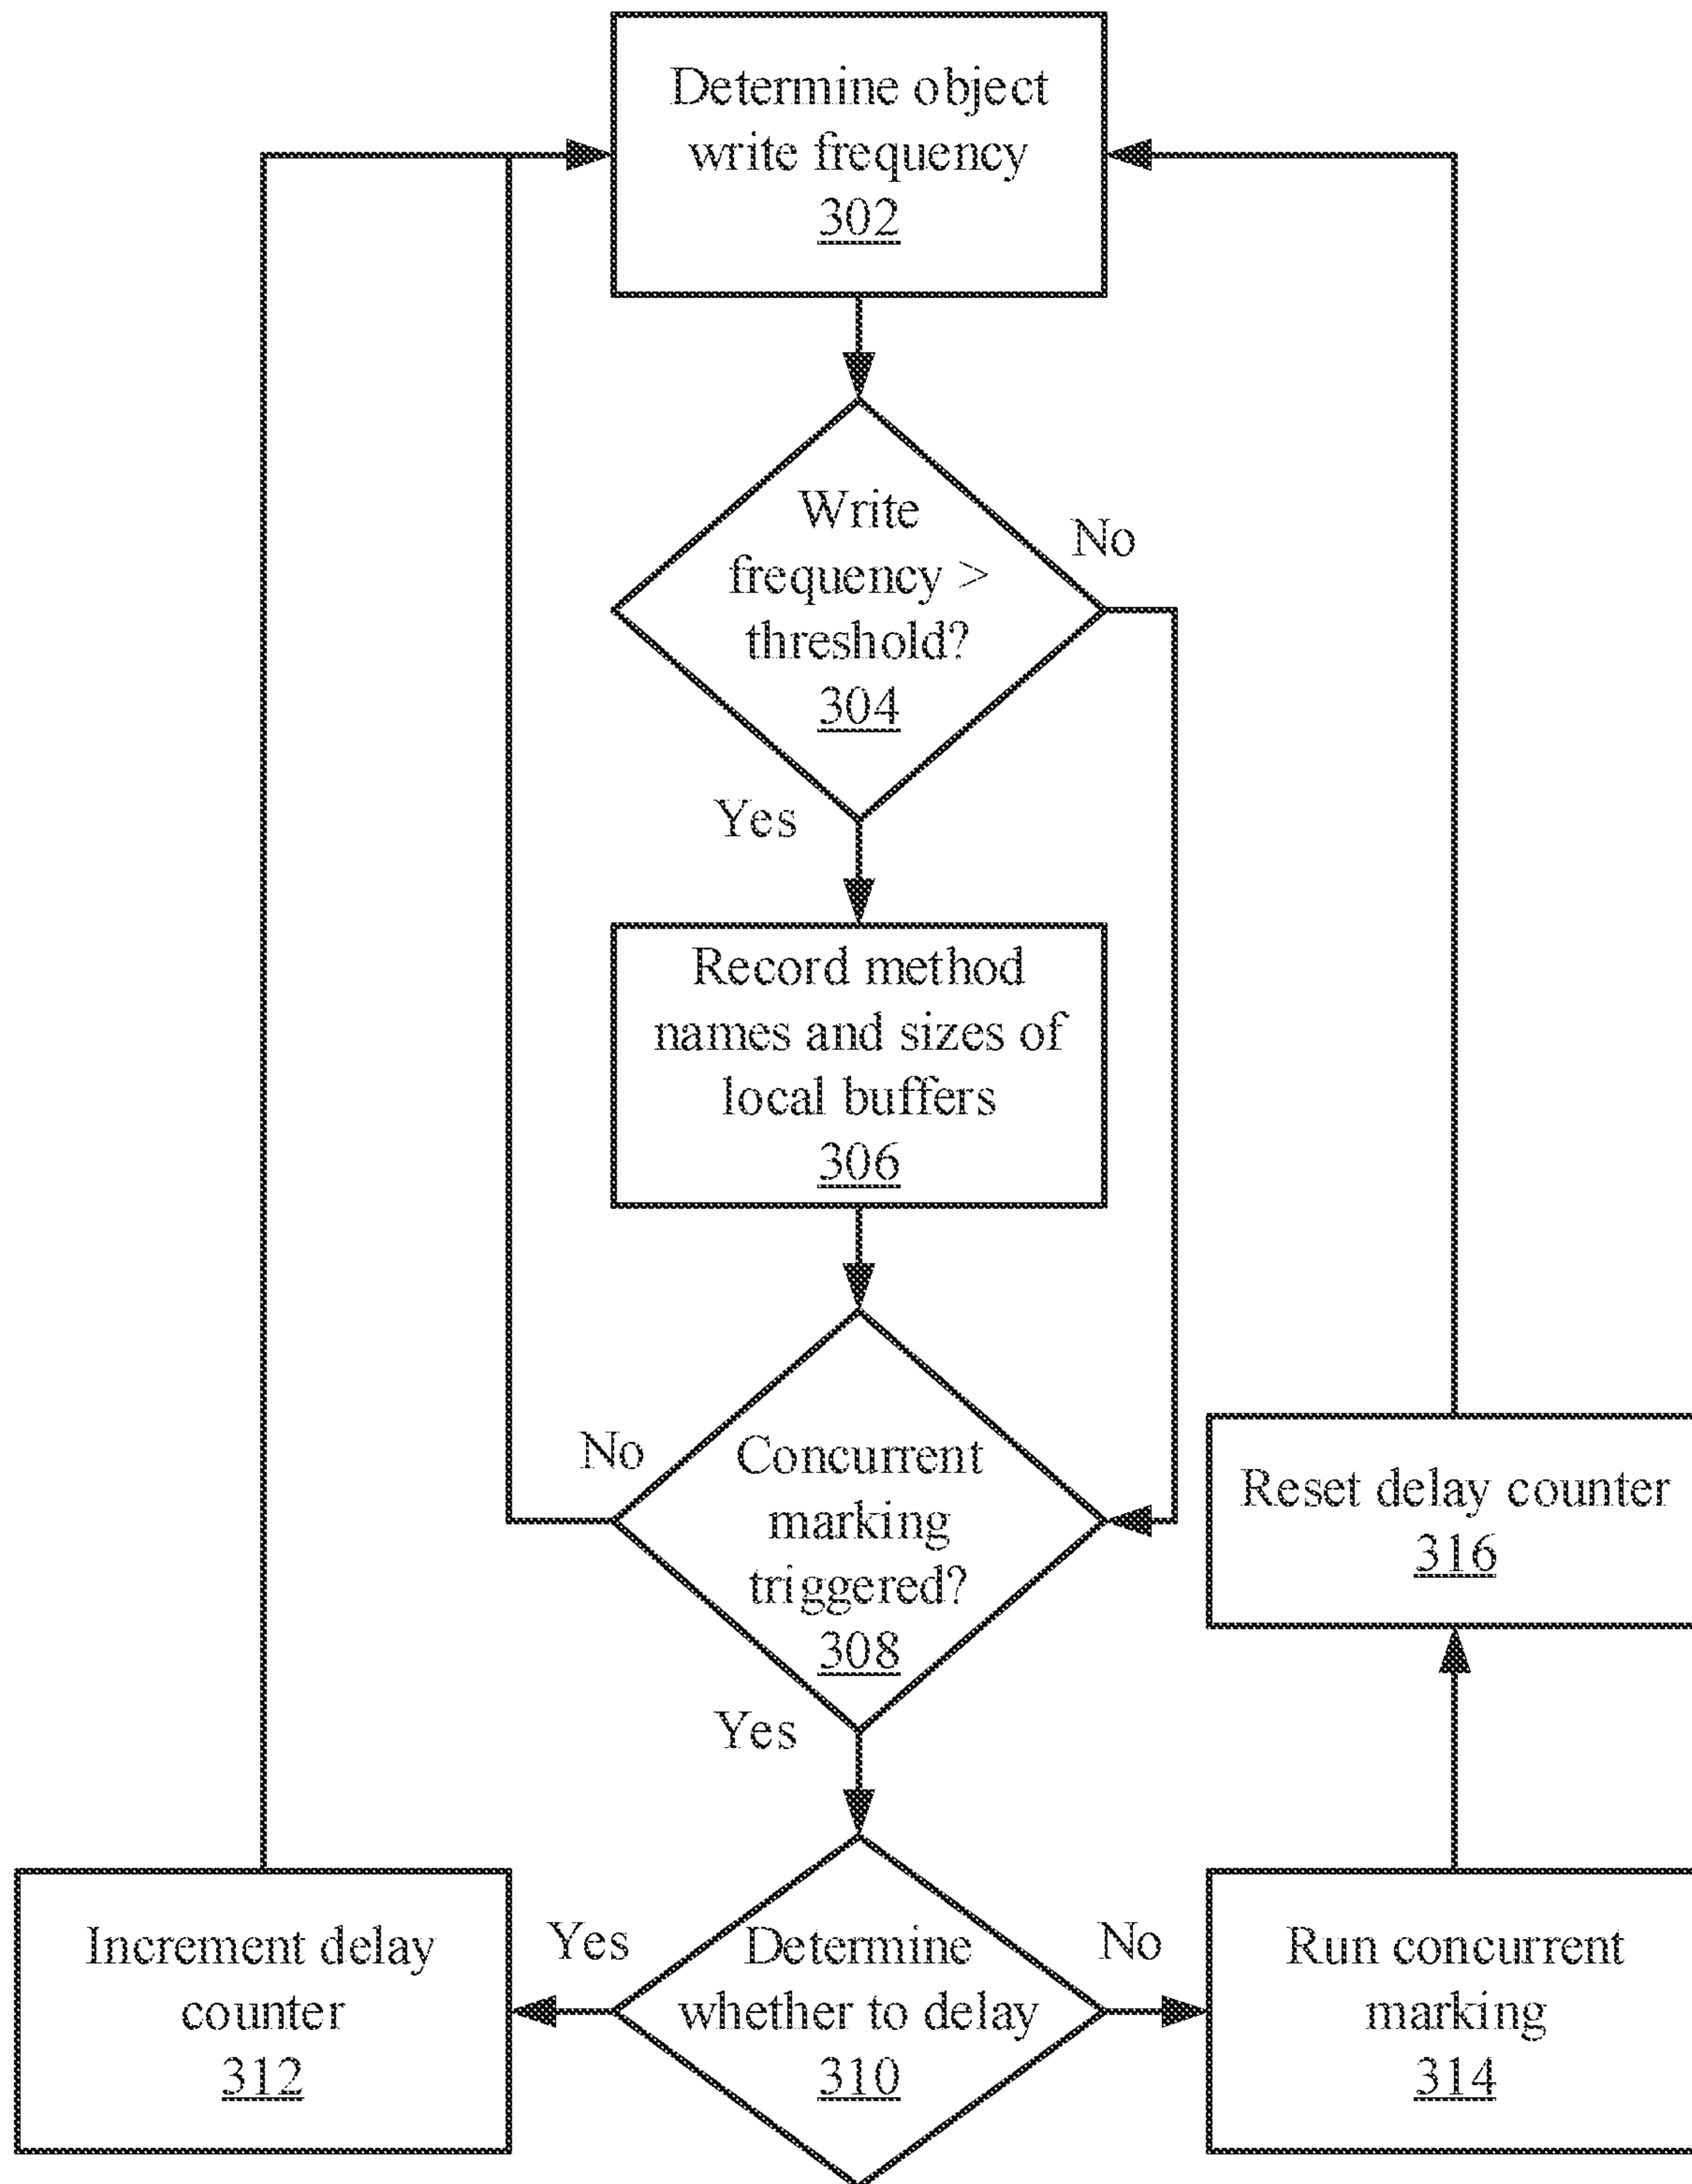 Determine object
write frequency
302
Write
frequency >
threshold?
304
No
Yes
Record method
names and sizes of
local buffers
306
No
Concurrent
marking
triggered?
308
Yes
Reset delay counter
316
Increment delay
counter
312
Yes
Determine
whether to delay
310
No
Run concurrent
marking
314